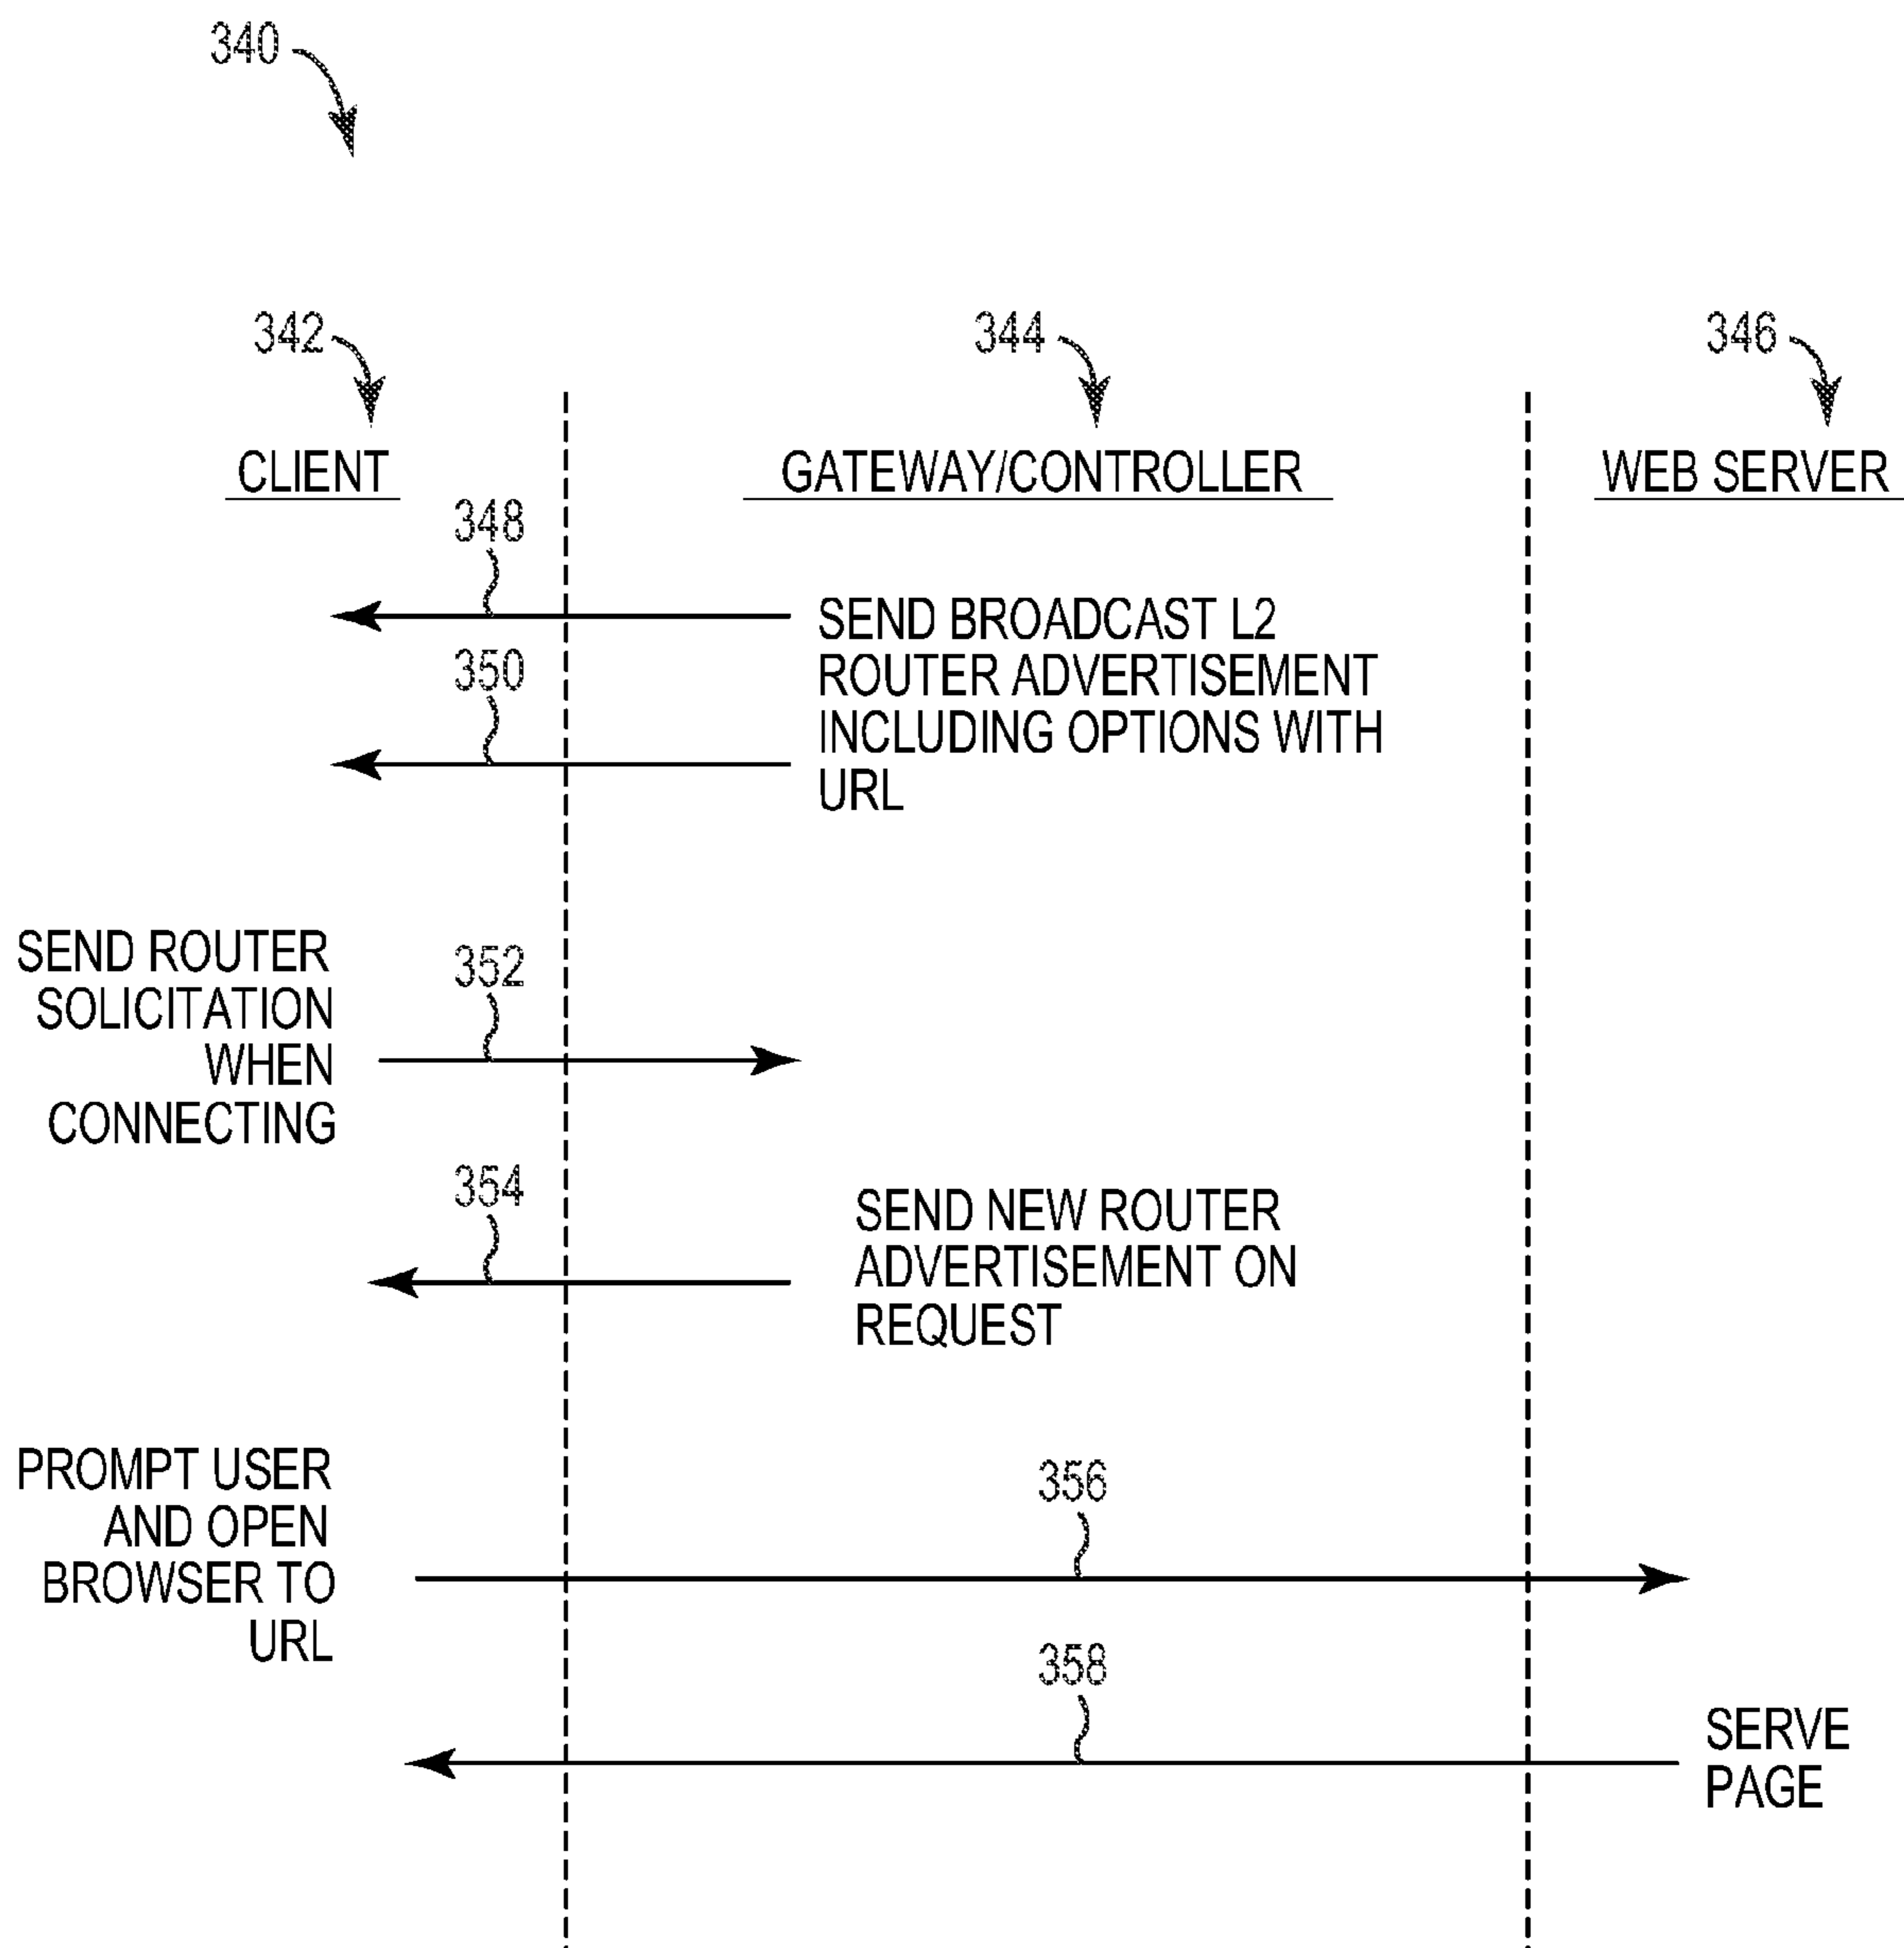 340
342
344
346
CLIENT
GATEWAY/CONTROLLER
WEB SERVER
348
SEND BROADCAST L2
ROUTER ADVERTISEMENT
INCLUDING OPTIONS WITH
URL
350
SEND ROUTER
SOLICITATION
WHEN
CONNECTING
352
354
SEND NEW ROUTER
ADVERTISEMENT ON
REQUEST
PROMPT USER
AND OPEN
BROWSER TO
URL
356
358
SERVE
PAGE